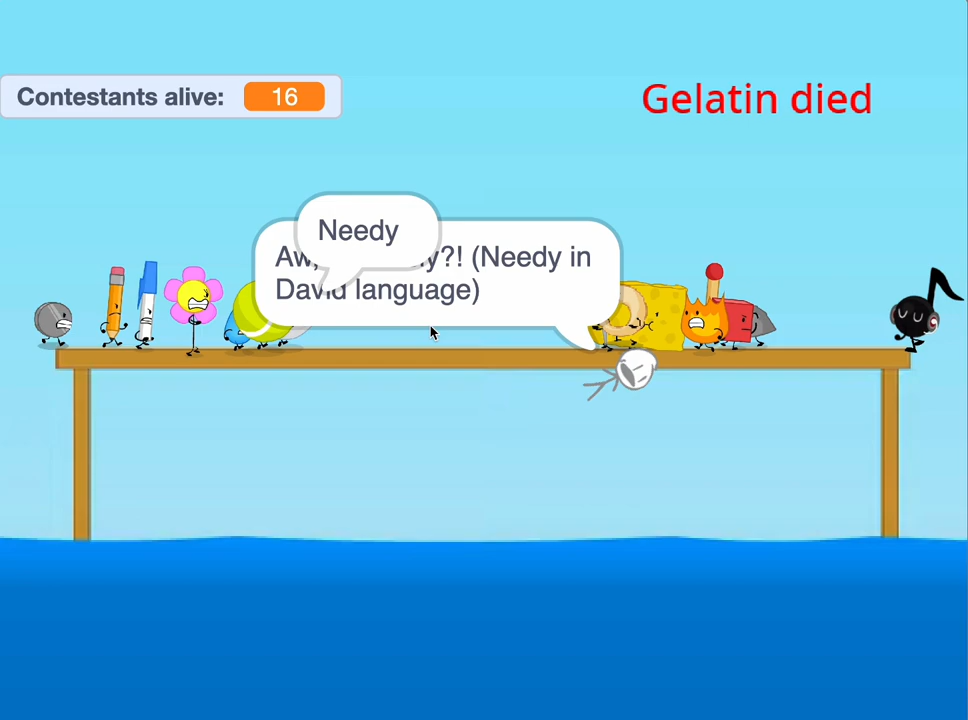 Contestants alive: 16
Gelatin died
Needy
Aw, y?! (Needy in
David language)